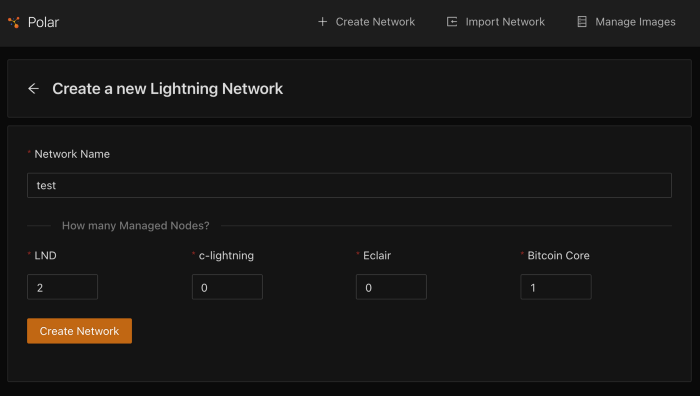 Polar
Create Network
Import Network
Manage Images
Create a new Lightning Network
* Network Name
test
How many Managed Nodes?
* LND
* c-lightning
* Eclair
* Bitcoin Core
2
0
0
1
Create Network